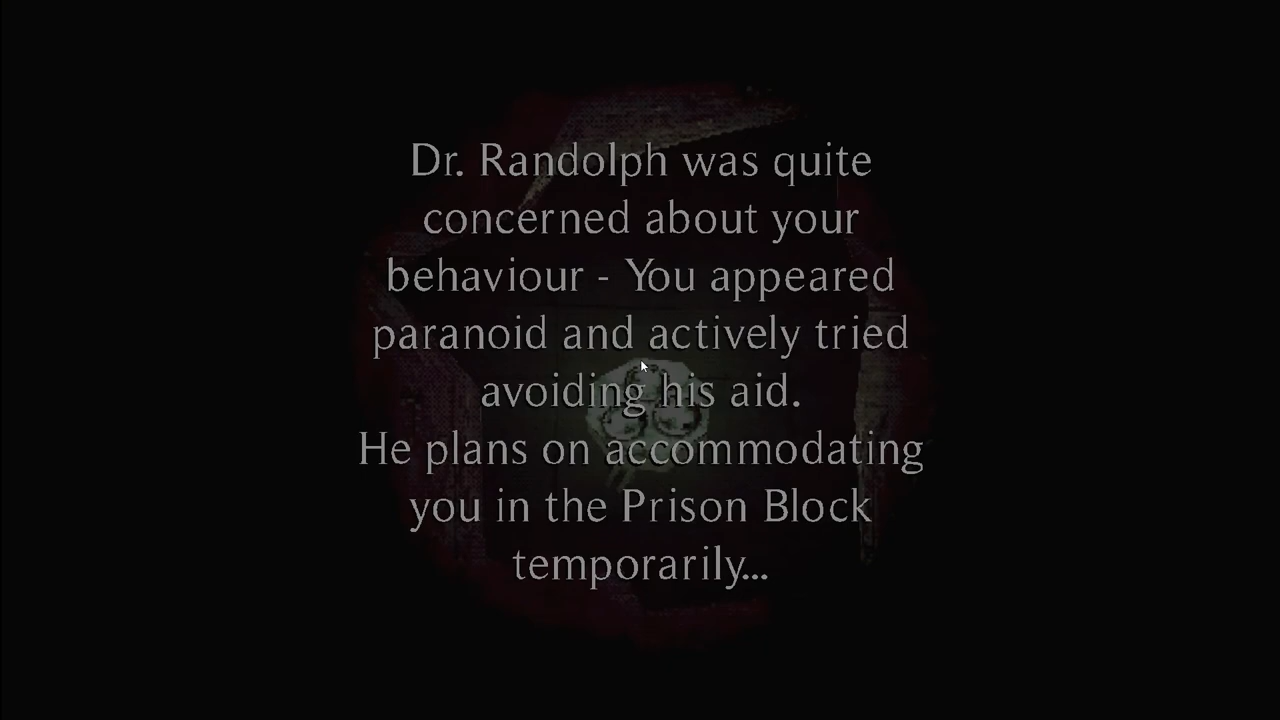 Dr. Randolph was quite
concerned about your
behaviour - You appeared
paranoid and actively tried
avoiding his aid.
He plans on accommodating
you in the Prison Block
temporarily...